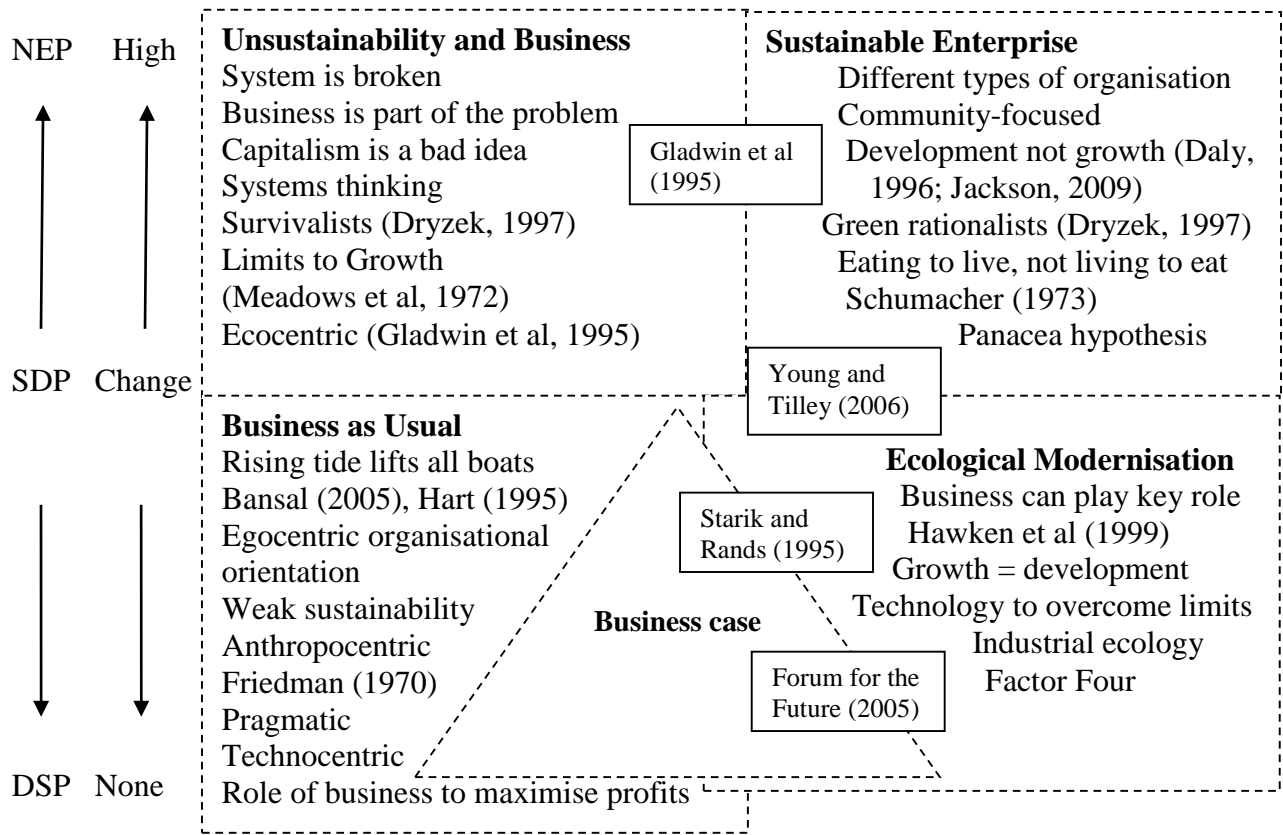 NEP High
SDP Change
DSP None
Unsustainability and Business
System is broken
Business is part of the problem
Capitalism is a bad idea
Systems thinking
Survivalists (Dryzek, 1997)
Limits to Growth
(Meadows et al, 1972)
Ecocentric (Gladwin et al, 1995)
Gladwin et al
(1995)
Sustainable Enterprise
Different types of organisation
Community-focused
Development not growth (Daly,
1996; Jackson, 2009)
Green rationalists (Dryzek, 1997)
Eating to live, not living to eat
Schumacher (1973)
Panacea hypothesis
Young and
Tilley (2006)
Business as Usual
Rising tide lifts all boats
Bansal (2005), Hart (1995)
Egocentric organisational
orientation
Weak sustainability
Anthropocentric
Friedman (1970)
Pragmatic
Technocentric
Role of business to maximise profits
Starik and
Rands (1995)
Business case
Forum for the
Future (2005)
Ecological Modernisation
Business can play key role
Hawken et al (1999)
Growth = development
Technology to overcome limits
Industrial ecology
Factor Four